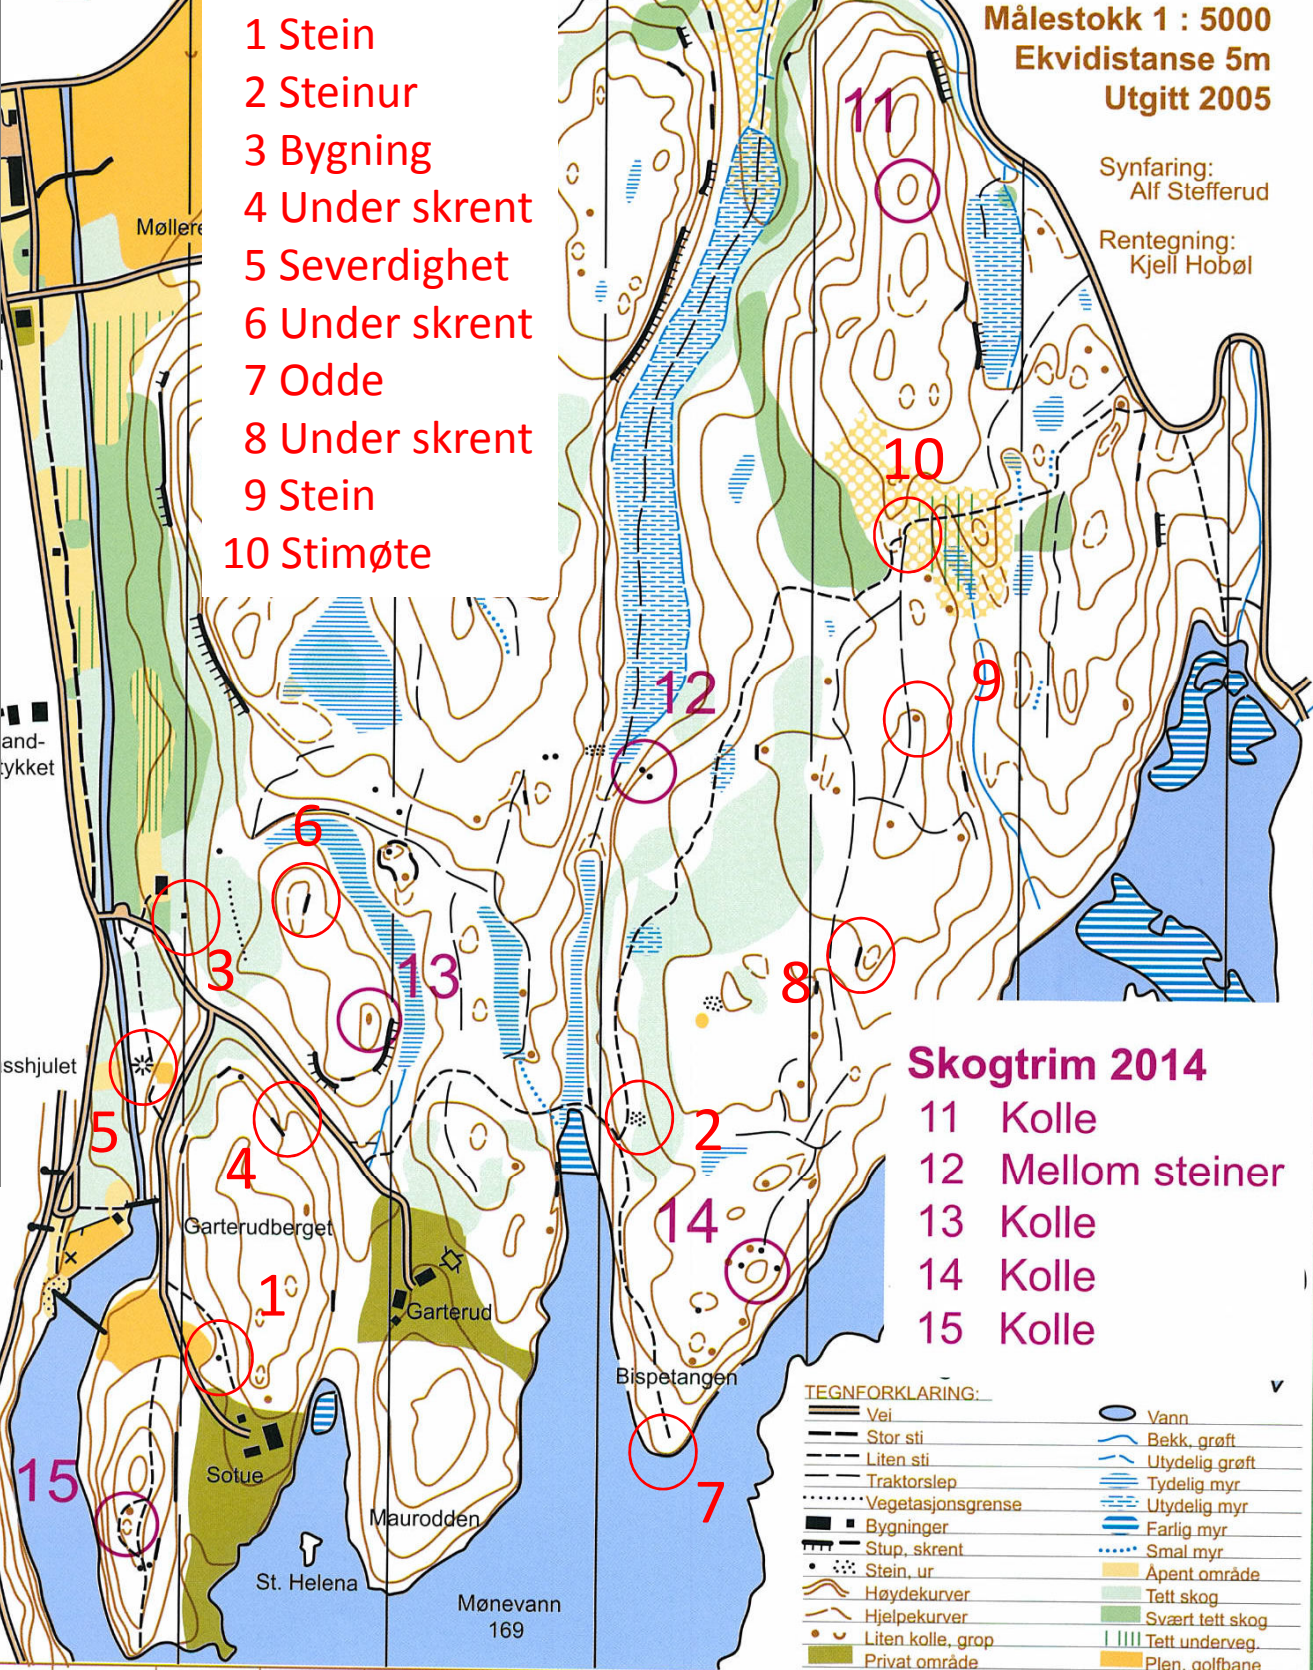 1 Stein
2 Steinur
3 Bygning
4 Under skrent
5 Severdighet
6 Under skrent
7 Odde
8 Under skrent
9 Stein
10 Stimøte
Målestokk 1 : 5000
Ekvidistanse 5m
Utgitt 2005
Synfaring:
Alf Stefferud
Rentegning:
Kjell Hobøl
11
Møllere
10
12
9
and-
tykket
6
3
13
8
sshjulet
5
4
2
Garterudberget
14
1
Garterud
Bispetangen
15
Sotue
7
Maurodden
St. Helena
Mønevann
169
Skogtrim 2014
11 Kolle
12 Mellom steiner
13 Kolle
14 Kolle
15 Kolle
TEGNFORKLARING:
Vei
Stor sti
Liten sti
Traktorslep
Vegetasjonsgrense
Bygninger
Stup, skrent
Stein, ur
Høydekurver
Hjelpekurver
Liten kolle, grop
Privat område
Vann
Bekk, grøft
Utydelig grøft
Tydelig myr
Utydelig myr
Farlig myr
Smal myr
Åpent område
Tett skog
Svært tett skog
Tett underveg.
Plen, golfbane